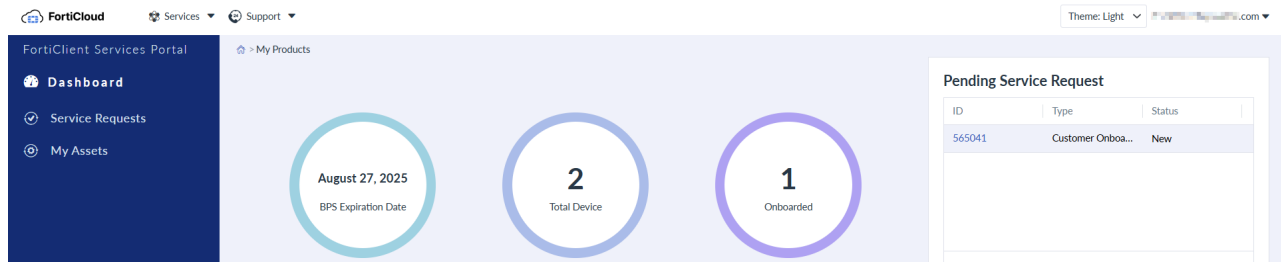 FortiCloud Services Support Theme: Light .com
FortiClient Services Portal
Dashboard
Service Requests
My Assets
> My Products
August 27, 2025
BPS Expiration Date
2
Total Device
1
Onboarded
Pending Service Request
ID Type Status
565041 Customer Onboa... New